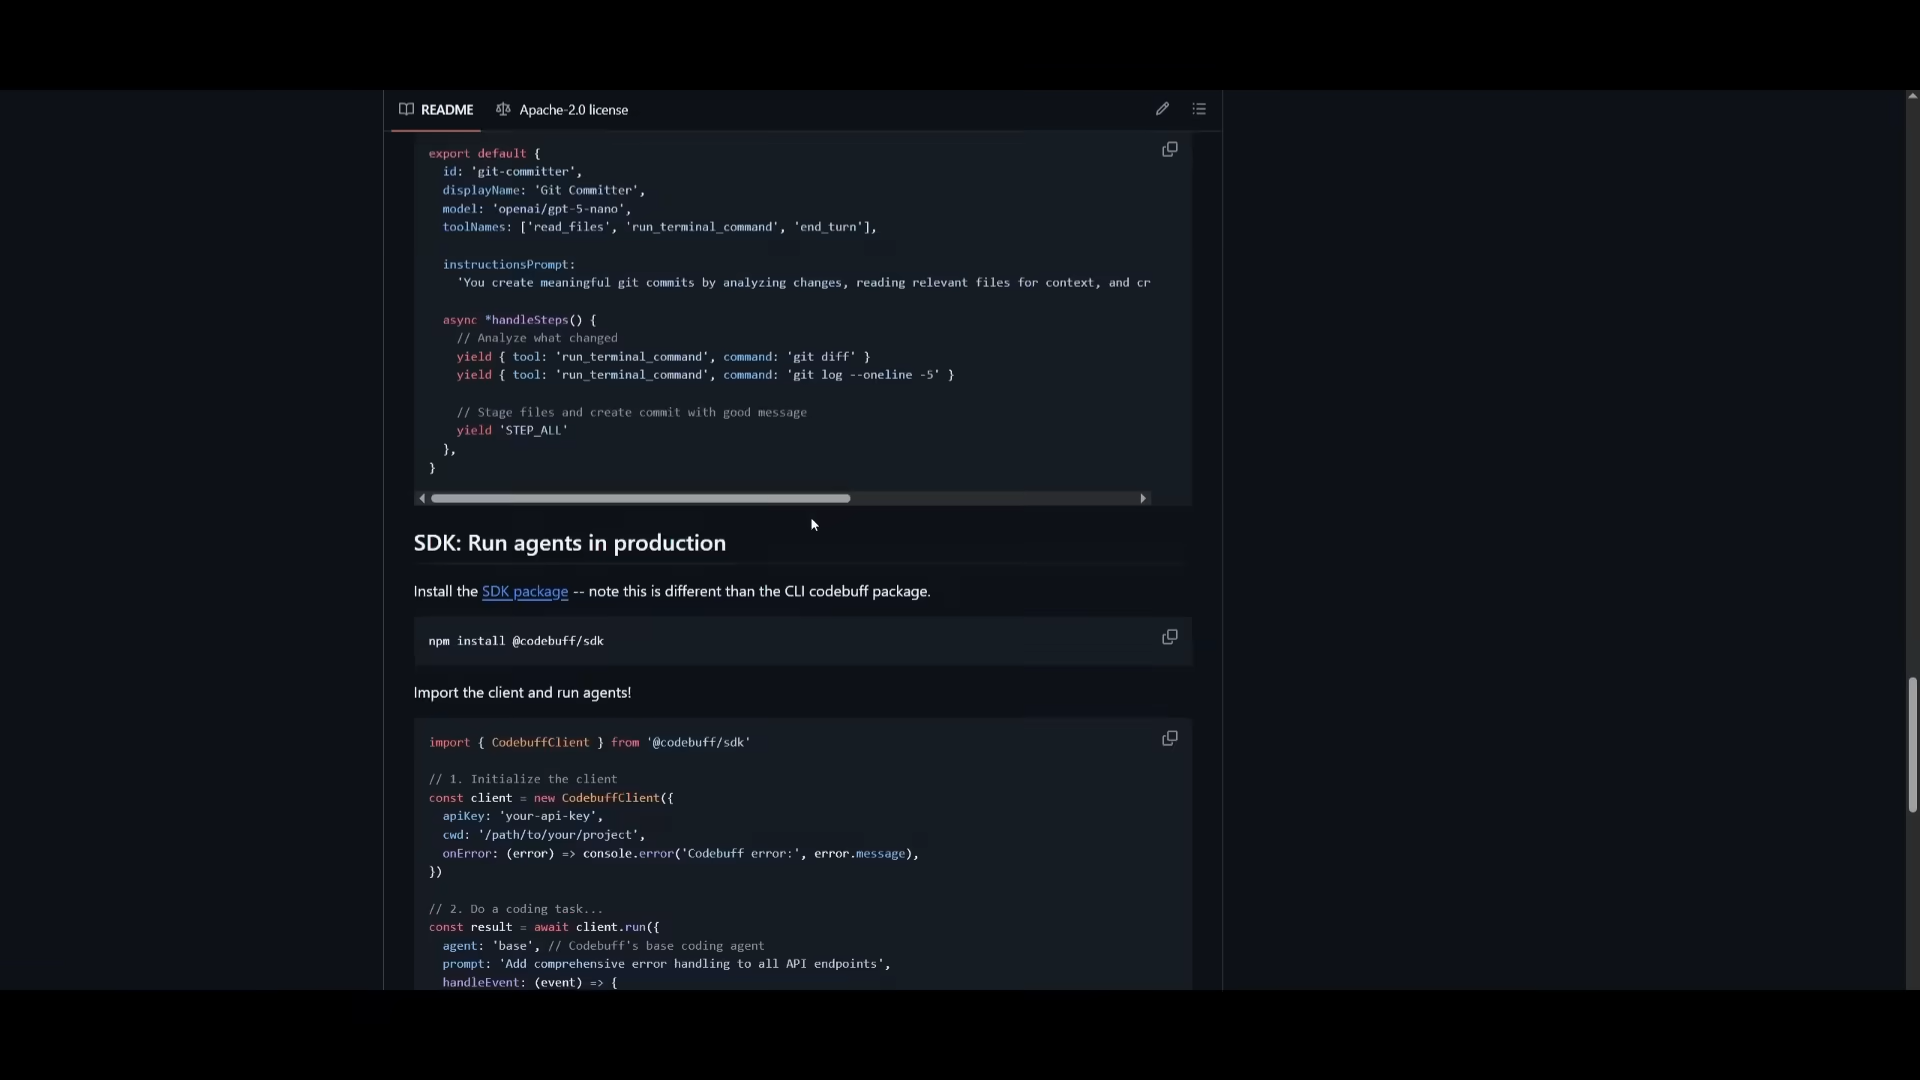 README
Apache-2.0 license
export default {
id: 'git-committer',
displayName: 'Git Committer',
model: 'openai/gpt-5-nano',
toolNames: ['read_files', 'run_terminal_command', 'end_turn'],
instructionsPrompt:
'You create meaningful git commits by analyzing changes, reading relevant files for context, and cr
async *handleSteps() {
// Analyze what changed
yield { tool: 'run_terminal_command', command: 'git diff' }
yield { tool: 'run_terminal_command', command: 'git log --oneline -5' }
// Stage files and create commit with good message
yield 'STEP_ALL'
},
}
SDK: Run agents in production
Install the SDK package -- note this is different than the CLI codebuff package.
npm install @codebuff/sdk
Import the client and run agents!
import { CodebuffClient } from '@codebuff/sdk'
// 1. Initialize the client
const client = new CodebuffClient({
apiKey: 'your-api-key',
cwd: '/path/to/your/project',
onError: (error) => console.error('Codebuff error:', error.message),
})
// 2. Do a coding task...
const result = await client.run({
agent: 'base', // Codebuff's base coding agent
prompt: 'Add comprehensive error handling to all API endpoints',
handleEvent: (event) => {